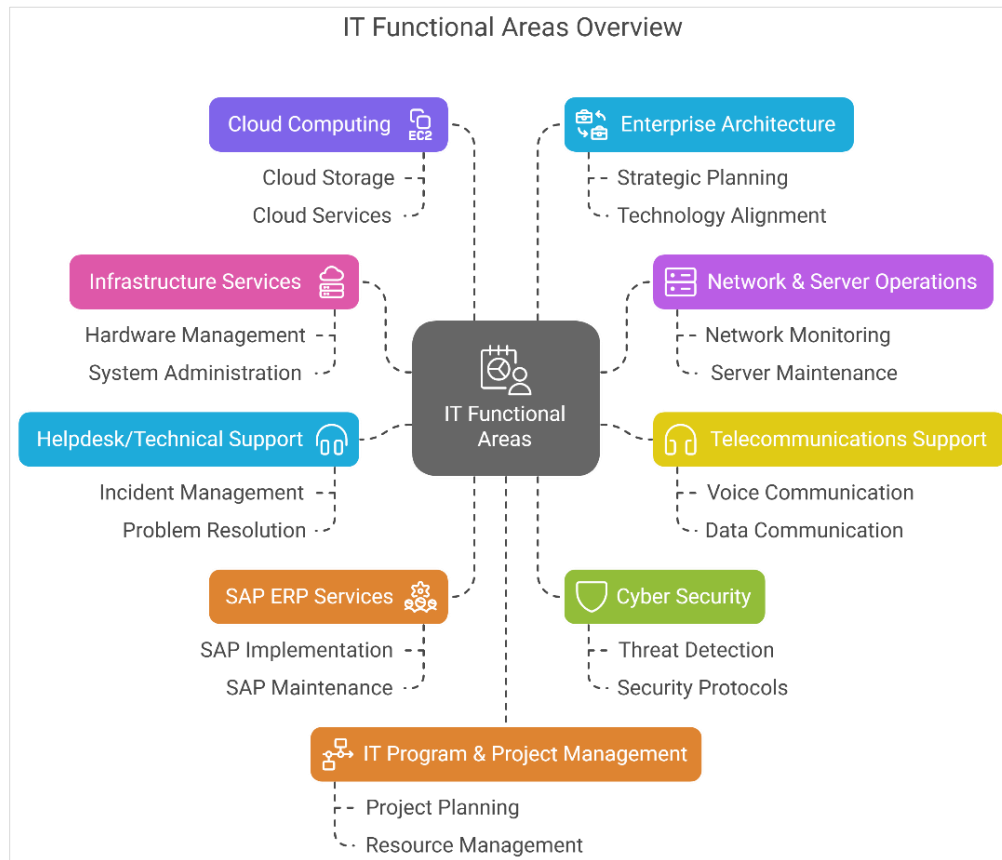 IT Functional Areas Overview
Cloud Computing
EC2
Cloud Storage
Cloud Services
Enterprise Architecture
Strategic Planning
Technology Alignment
Infrastructure Services
Hardware Management
System Administration
Network & Server Operations
Network Monitoring
Server Maintenance
IT Functional
Areas
Helpdesk/Technical Support
Incident Management
Problem Resolution
Telecommunications Support
Voice Communication
Data Communication
SAP ERP Services
SAP Implementation
SAP Maintenance
Cyber Security
Threat Detection
Security Protocols
IT Program & Project Management
Project Planning
Resource Management